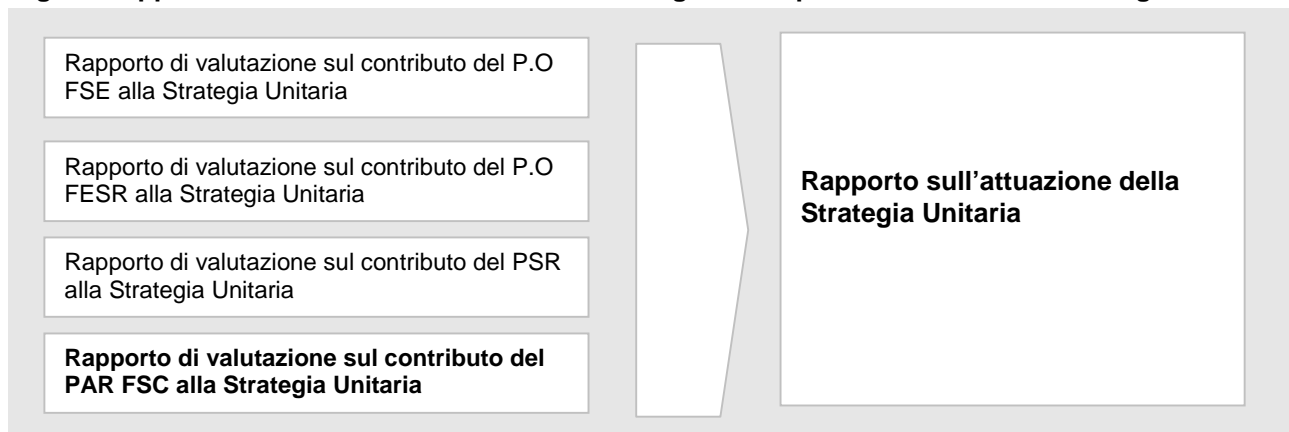 Rapporto di valutazione sul contributo del P.O
FSE alla Strategia Unitaria
Rapporto di valutazione sul contributo del P.O
FESR alla Strategia Unitaria
Rapporto di valutazione sul contributo del PSR
alla Strategia Unitaria
Rapporto di valutazione sul contributo del
PAR FSC alla Strategia Unitaria
Rapporto sull'attuazione della
Strategia Unitaria